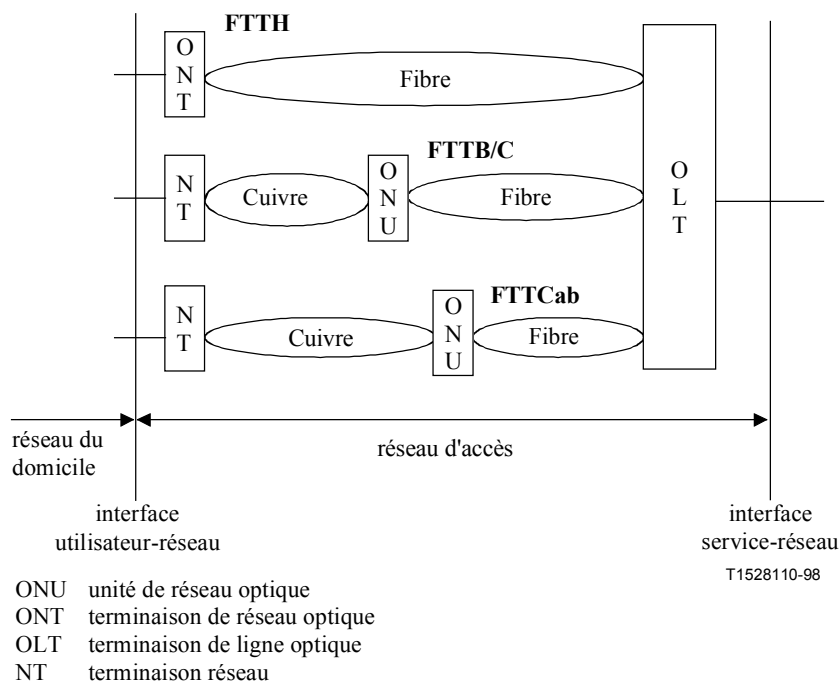 FTTH
O
N
T
Fibre
FTTB/C
N
T
Cuivre
O
N
U
Fibre
O
L
T
FTTCab
N
T
Cuivre
O
N
U
Fibre
réseau du
domicile
réseau d'accès
interface
utilisateur-réseau
interface
service-réseau
T1528110-98
ONU unité de réseau optique
ONT terminaison de réseau optique
OLT terminaison de ligne optique
NT terminaison réseau